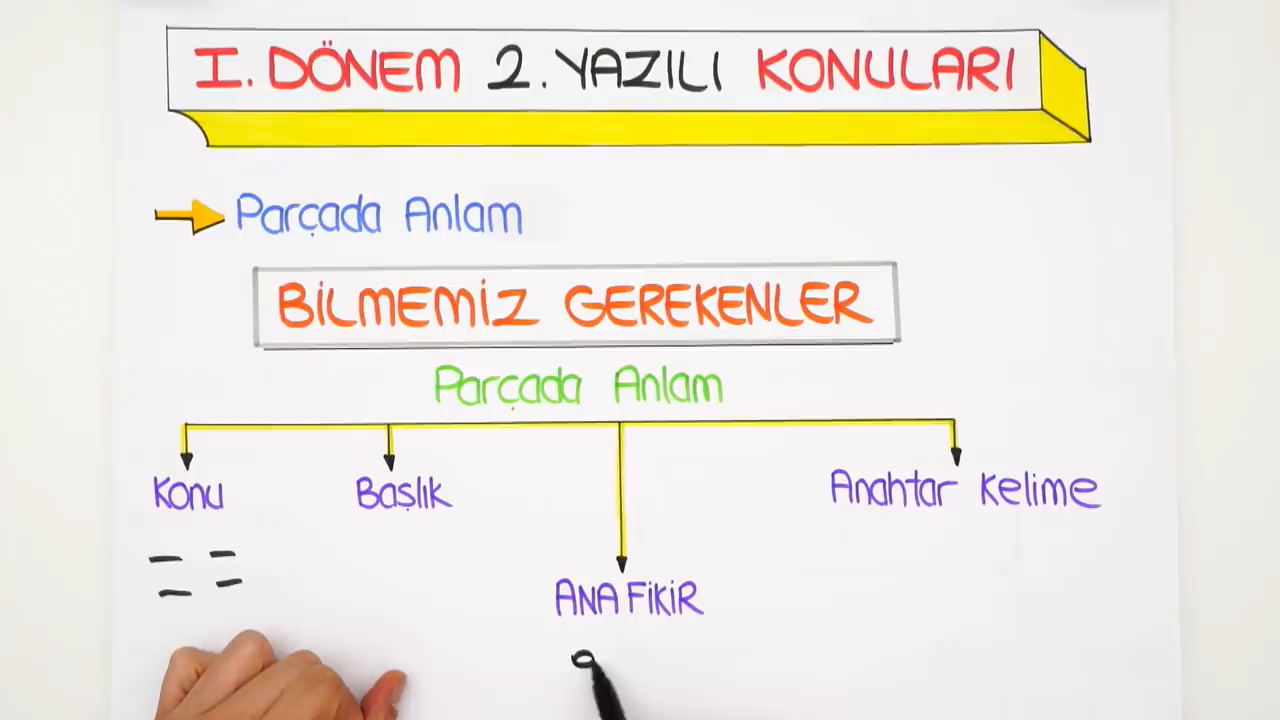 I. DÖNEM 2. YAZILI KONULARI
Parçada Anlam
BİLMEMİZ GEREKENLER
Parçada Anlam
Konu Başlık Anahtar Kelime
ANA FİKİR